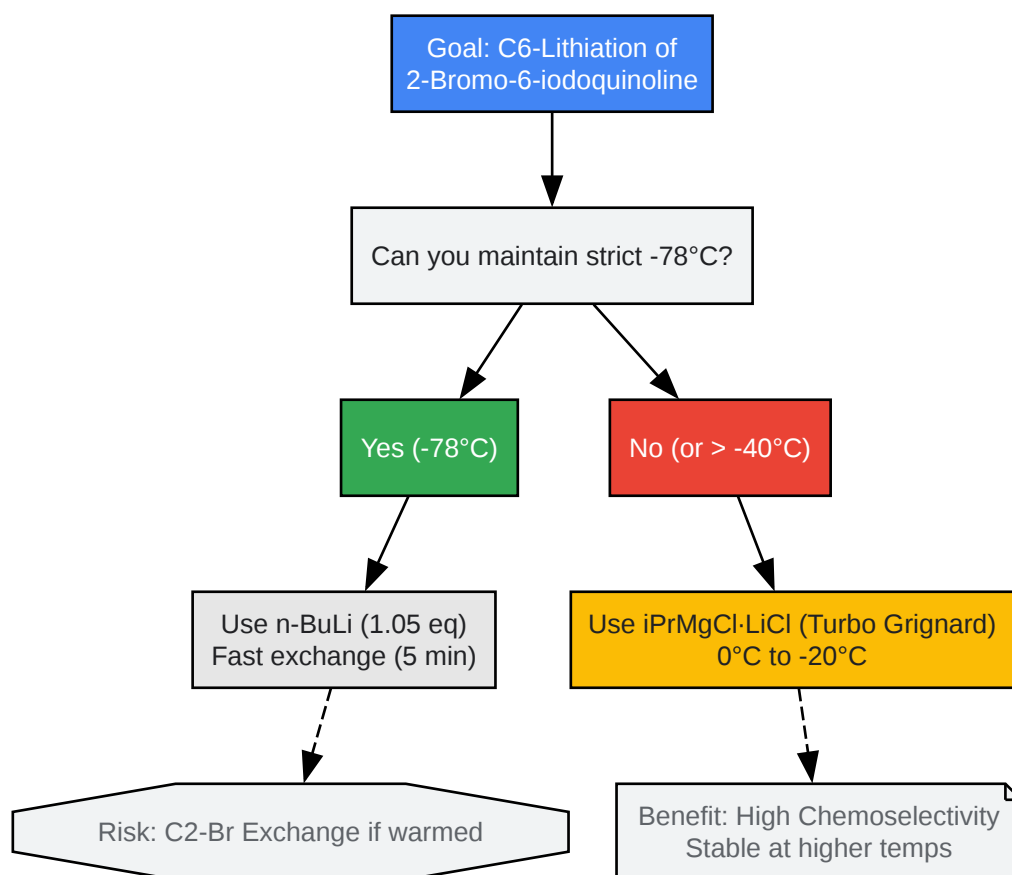 Goal: C6-Lithiation of
2-Bromo-6-iodoquinoline
Can you maintain strict -78°C?
Yes (-78°C)
No (or > -40°C)
Use n-BuLi (1.05 eq)
Fast exchange (5 min)
Use iPrMgCl·LiCl (Turbo Grignard)
0°C to -20°C
Risk: C2-Br Exchange if warmed
Benefit: High Chemoselectivity
Stable at higher temps